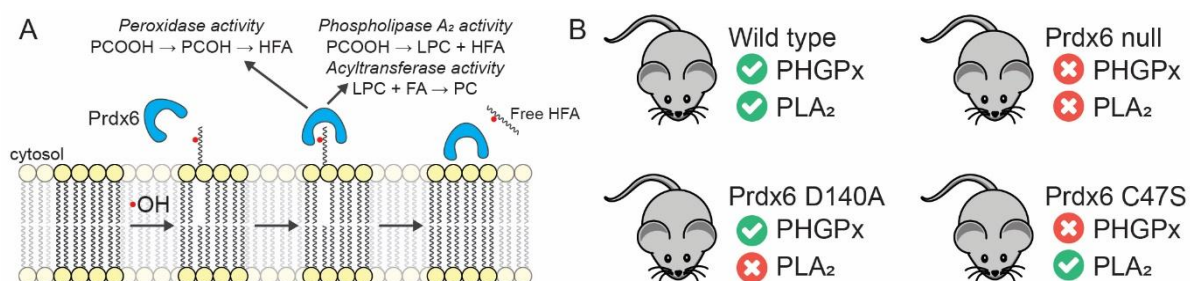 A
Peroxidase activity
PCOOH → PCOH → HFA
Phospholipase A₂ activity
PCOOH → LPC + HFA
Acyltransferase activity
LPC + FA → PC
Prdx6
Free HFA
cytosol
•OH
B
Wild type
PHGPx
PLA₂
Prdx6 null
PHGPx
PLA₂
Prdx6 D140A
PHGPx
PLA₂
Prdx6 C47S
PHGPx
PLA₂